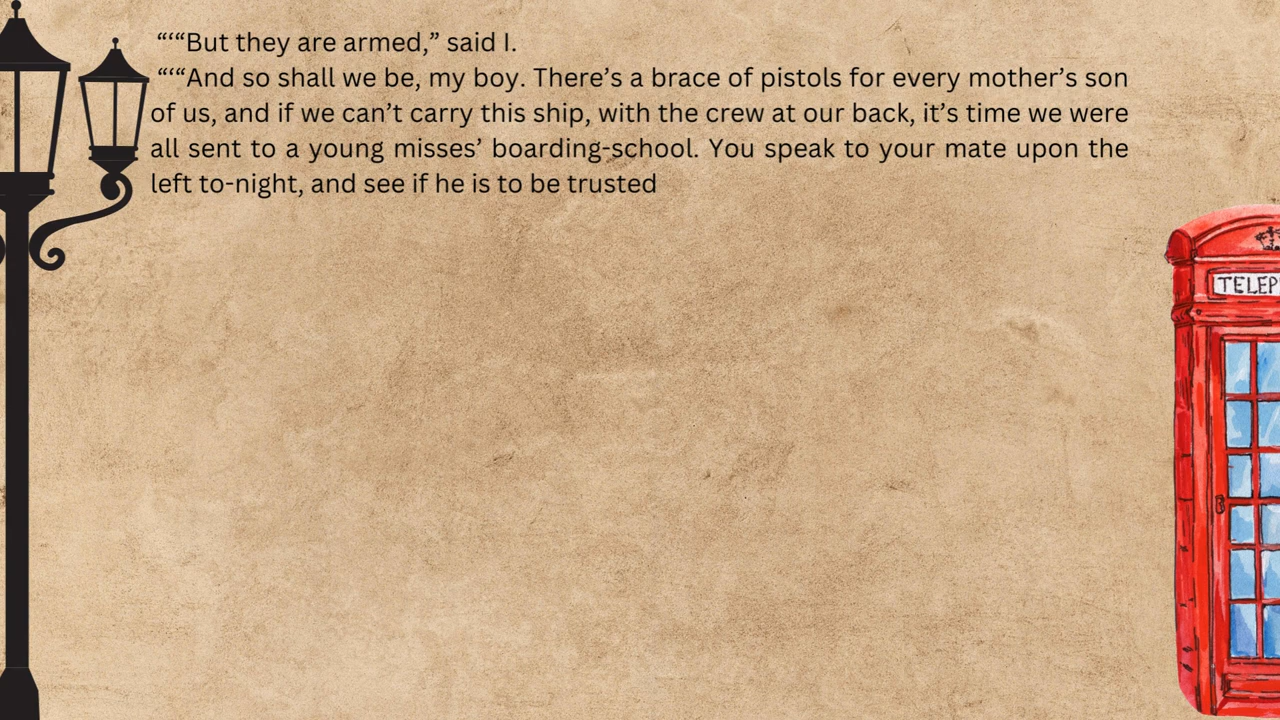 “‘“But they are armed,” said I.
“‘“And so shall we be, my boy. There’s a brace of pistols for every mother’s son
of us, and if we can’t carry this ship, with the crew at our back, it’s time we were
all sent to a young misses’ boarding-school. You speak to your mate upon the
left to-night, and see if he is to be trusted
TELEP